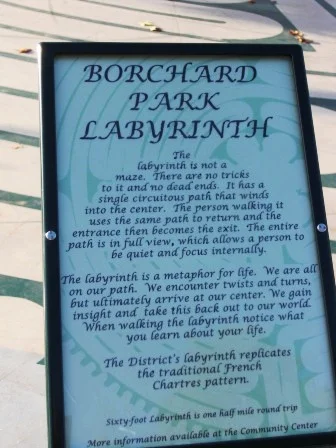 BORCHARD
PARK
LABYRINTH
The
labyrinth is not a
maze. There are no tricks
to it and no dead ends. It has a
single circuitous path that winds
into the center. The person walking it
uses the same path to return and the
entrance then becomes the exit. The entire
path is in full view, which allows a person to
be quiet and focus internally.
The labyrinth is a metaphor for life. We are all
on our path. We encounter twists and turns,
but ultimately arrive at our center. We gain
insight and take this back out to our world.
When walking the labyrinth notice what
you learn about your life.
The District's labyrinth replicates
the traditional French
Chartres pattern.
Sixty-foot Labyrinth is one half mile round trip
More information available at the Community Center